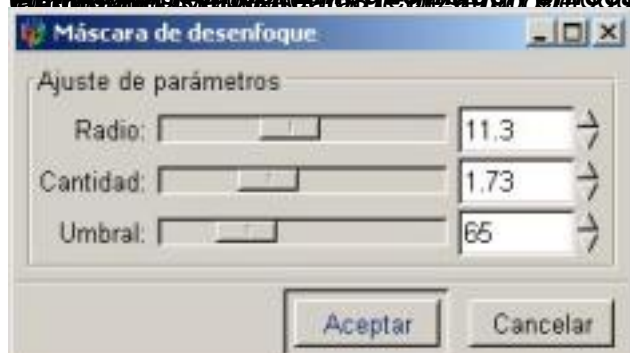 Máscara de desenfoque
Ajuste de parámetros
Radio: 11.3
Cantidad: 1.73
Umbral: 65
Aceptar Cancelar